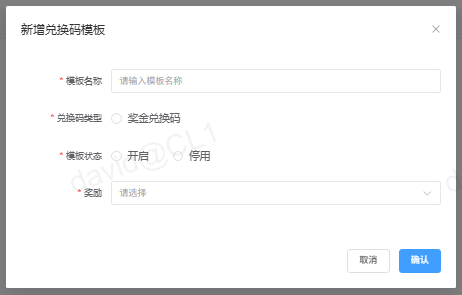 新增兑换码模板
* 模板名称 请输入模板名称
* 兑换码类型 奖金兑换码
* 模板状态 开启 停用
* 奖励 请选择
取消 确认
david@CL1
d